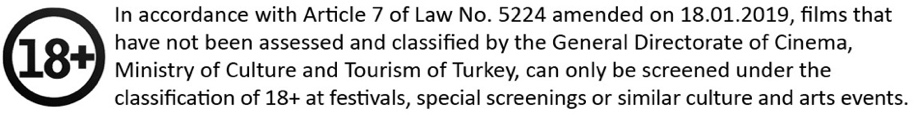 18+
In accordance with Article 7 of Law No. 5224 amended on 18.01.2019, films that
have not been assessed and classified by the General Directorate of Cinema,
Ministry of Culture and Tourism of Turkey, can only be screened under the
classification of 18+ at festivals, special screenings or similar culture and arts events.